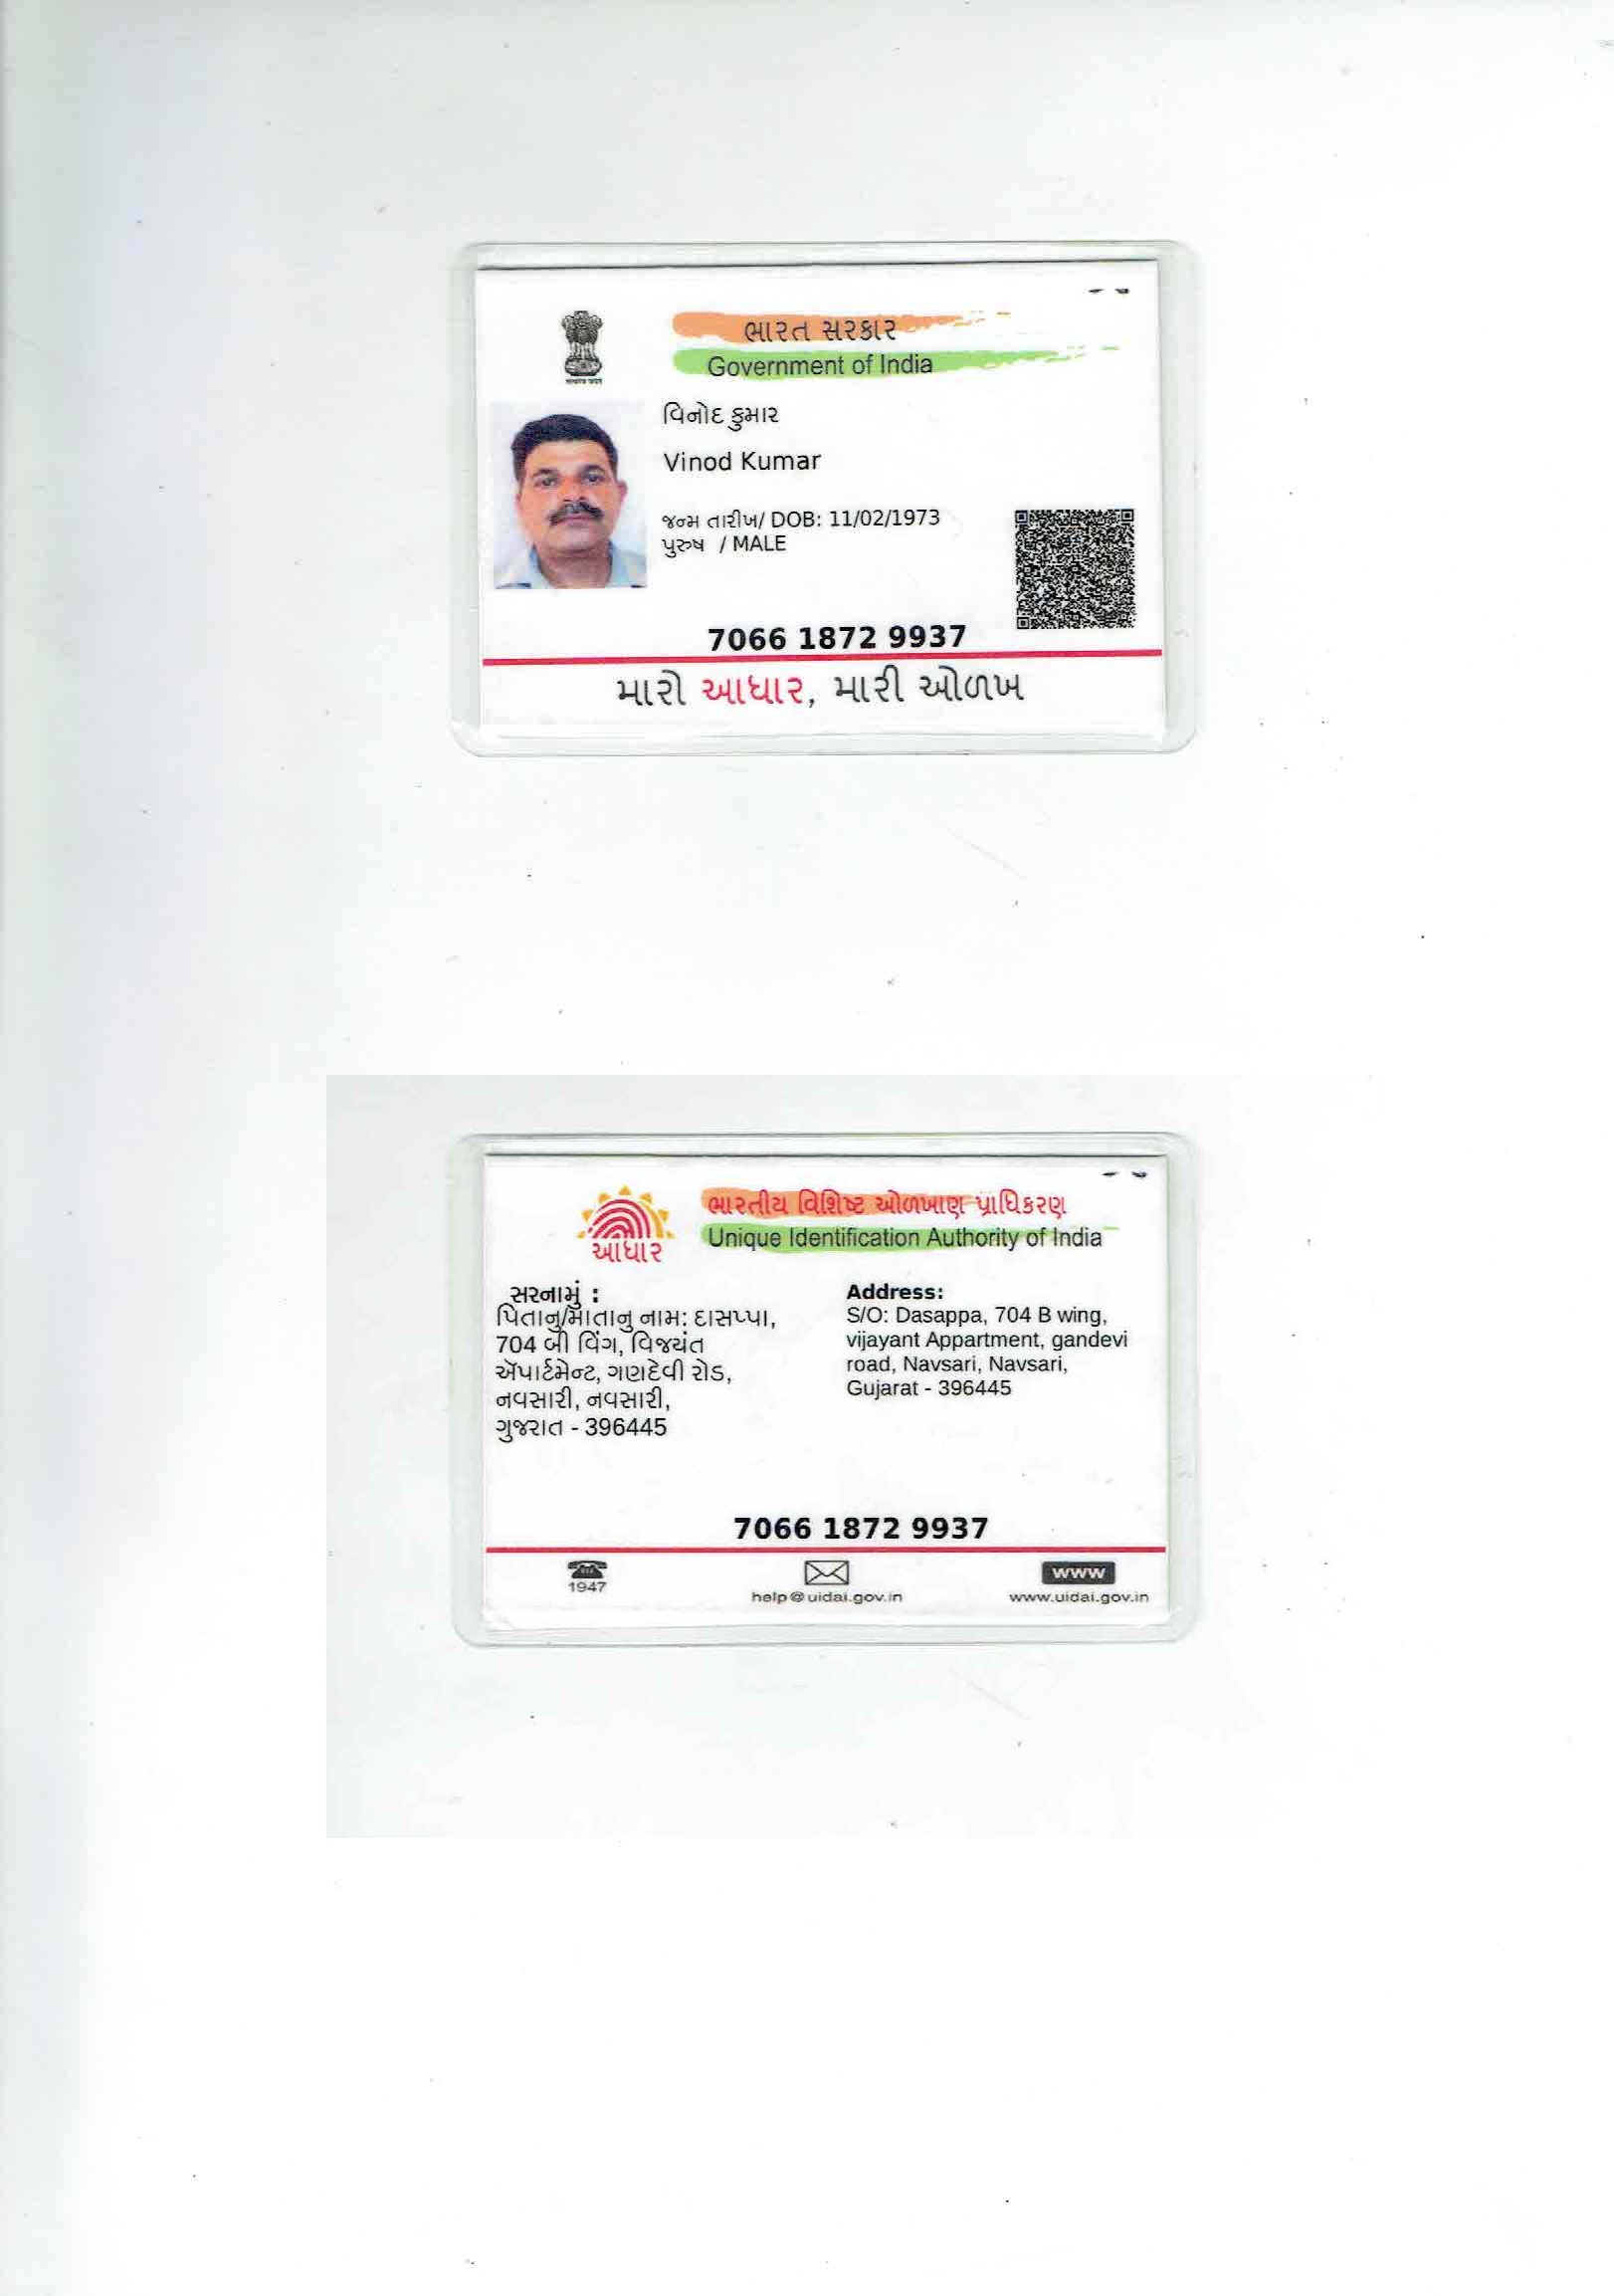 ભારત સરકાર
Government of India
વિનોદ કુમાર
Vinod Kumar
જન્મ તારીખ/ DOB: 11/02/1973
પુરુષ / MALE
7066 1872 9937
મારો આધાર, મારી ઓળખ
ભારતીય વિશિષ્ટ ઓળખાણ પ્રાધિકરણ
Unique Identification Authority of India
આધાર
સરનામું :
પિતાનુ/માતાનુ નામ: દાસપ્પા,
704 બી વિંગ, વિજયંત
ઍપાર્ટમેન્ટ, ગણદેવી રોડ,
નવસારી, નવસારી,
ગુજરાત - 396445
Address:
S/O: Dasappa, 704 B wing,
vijayant Appartment, gandevi
road, Navsari, Navsari,
Gujarat - 396445
7066 1872 9937
1947
help@uidai.gov.in
WWW
www.uidai.gov.in